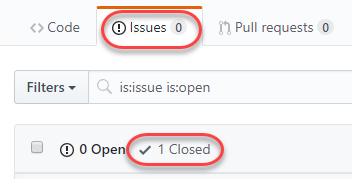 Code Issues 0 Pull requests 0
Filters is:issue is:open
0 Open 1 Closed